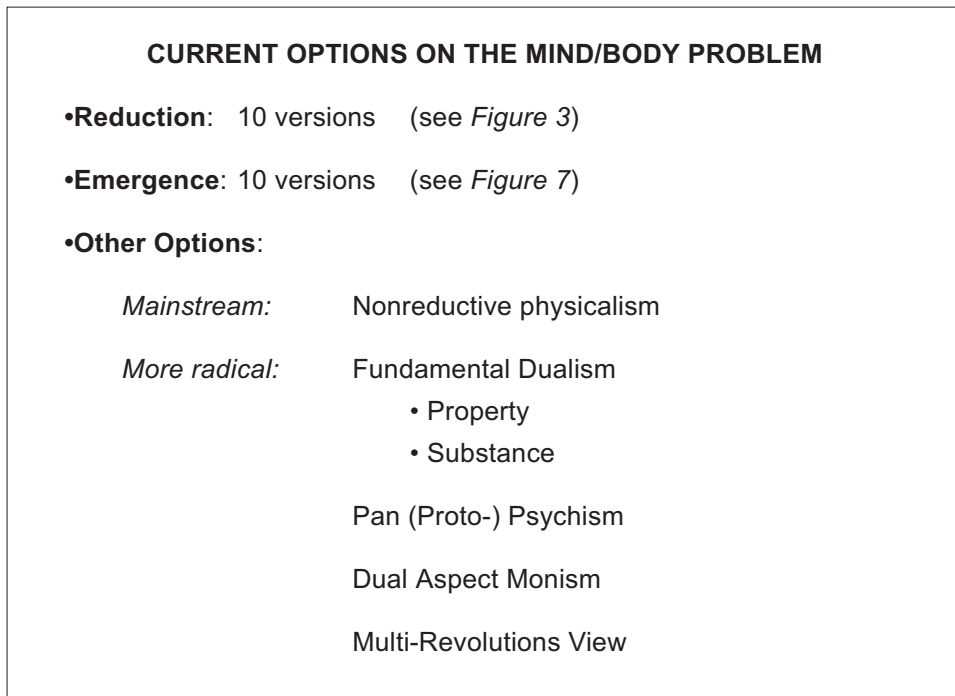 CURRENT OPTIONS ON THE MIND/BODY PROBLEM
•Reduction: 10 versions (see Figure 3)
•Emergence: 10 versions (see Figure 7)
•Other Options:
Mainstream: Nonreductive physicalism
More radical: Fundamental Dualism
• Property
• Substance
Pan (Proto-) Psychism
Dual Aspect Monism
Multi-Revolutions View